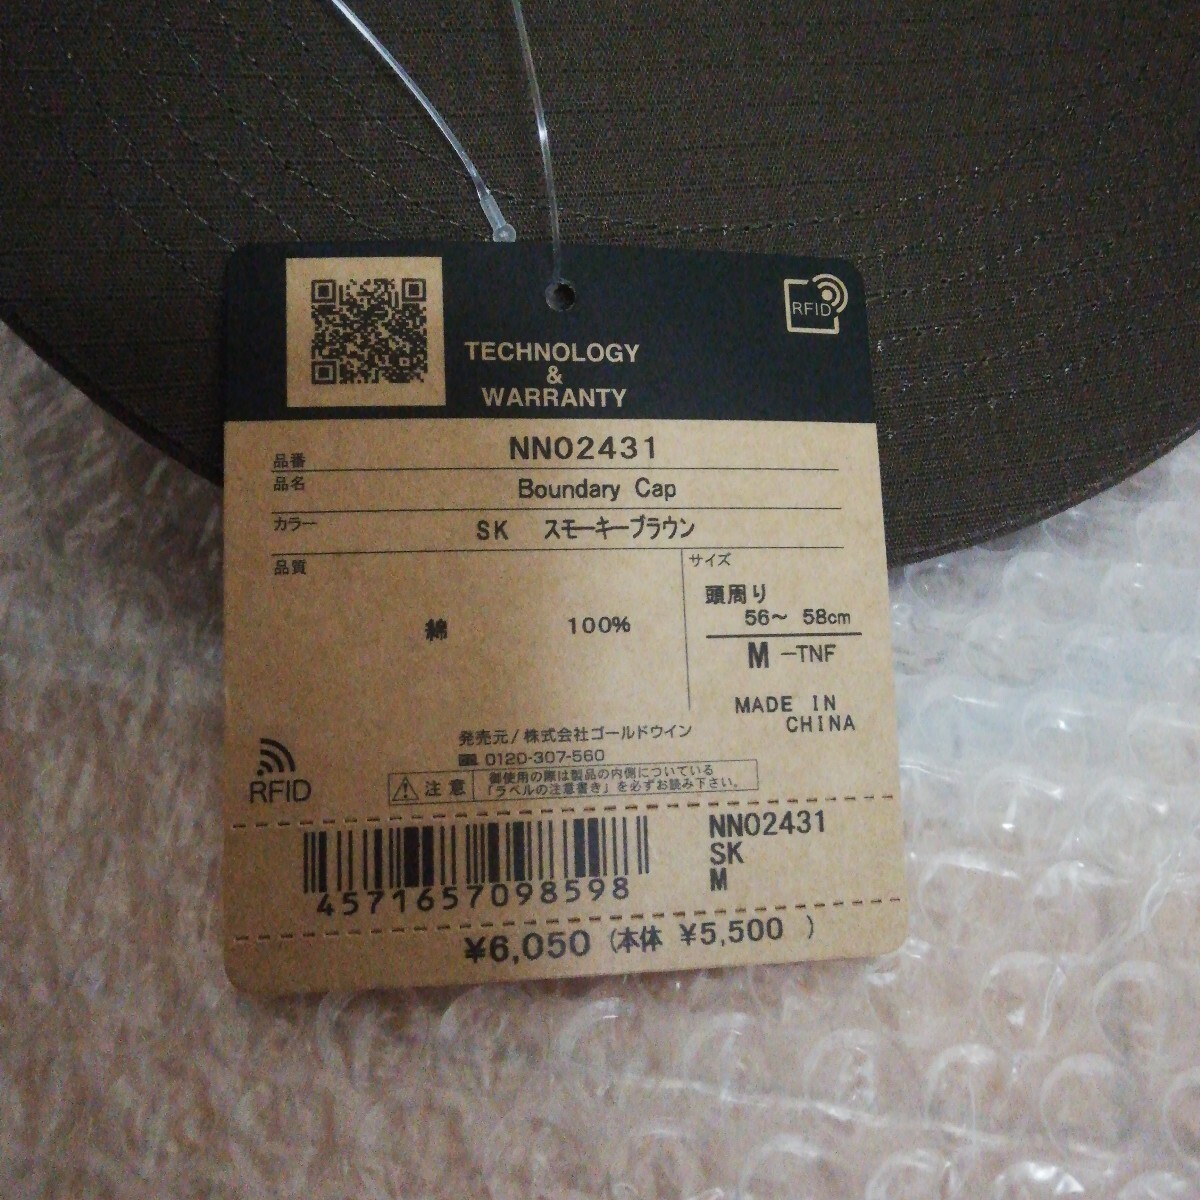 RFID
TECHNOLOGY
&
WARRANTY
品番 NN02431
品名 Boundary Cap
カラー SK スモーキーブラウン
品質
綿 100%
サイズ
頭周り
56～ 58cm
M -TNF
MADE IN
CHINA
発売元/株式会社ゴールドウイン
0120-307-560
RFID
注意
御使用の際は製品の内側についている
「ラベルの注意書き」を必ずお読み下さい。
4571657098598
NN02431
SK
M
¥6,050 (本体 ¥5,500 )